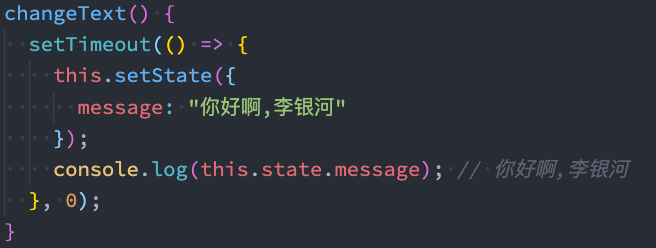 changeText() {
  setTimeout(() => {
    this.setState({
      message: "你好啊,李银河"
    });
    console.log(this.state.message); // 你好啊,李银河
  }, 0);
}